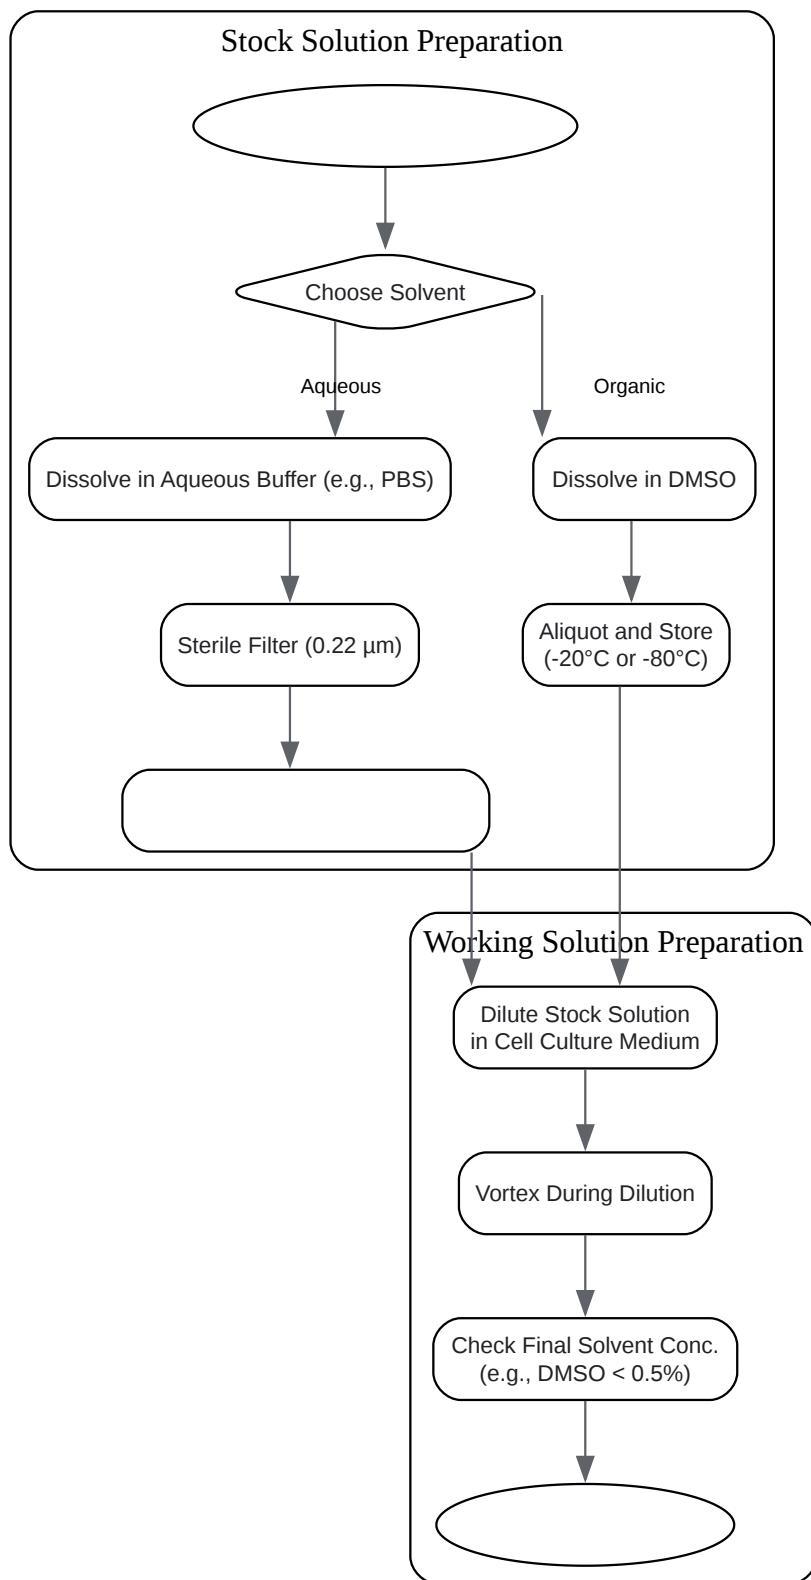 Stock Solution Preparation
Choose Solvent
Aqueous
Organic
Dissolve in Aqueous Buffer (e.g., PBS)
Dissolve in DMSO
Sterile Filter (0.22 µm)
Aliquot and Store
(-20°C or -80°C)
Working Solution Preparation
Dilute Stock Solution
in Cell Culture Medium
Vortex During Dilution
Check Final Solvent Conc.
(e.g., DMSO < 0.5%)